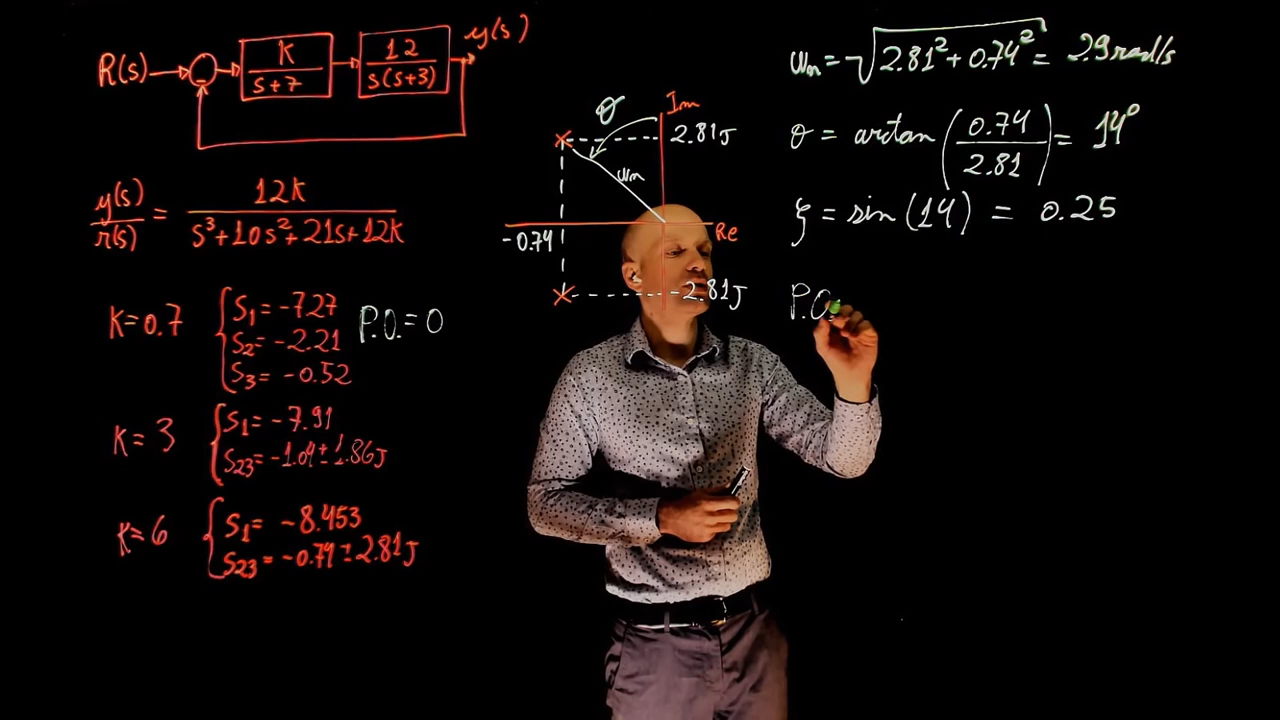 R(s) K/(s+7) 12/(s(s+3)) y(s)
y(s)/r(s) = 12K/(s³+10s²+21s+12K)
K=0.7 { S1=-7.27
S2=-2.21 P.O.=0
S3=-0.52
K=3 { S1=-7.91
S23=-1.04±1.86J
K=6 { S1=-8.453
S23=-0.74±2.81J
Im
θ
2.81J
ωn
-0.74
Re
-2.81J
ωn = √(2.81²+0.74²) = 2.9rad/s
θ = arctan(0.74/2.81) = 14°
ξ = sin(14) = 0.25
P.O.